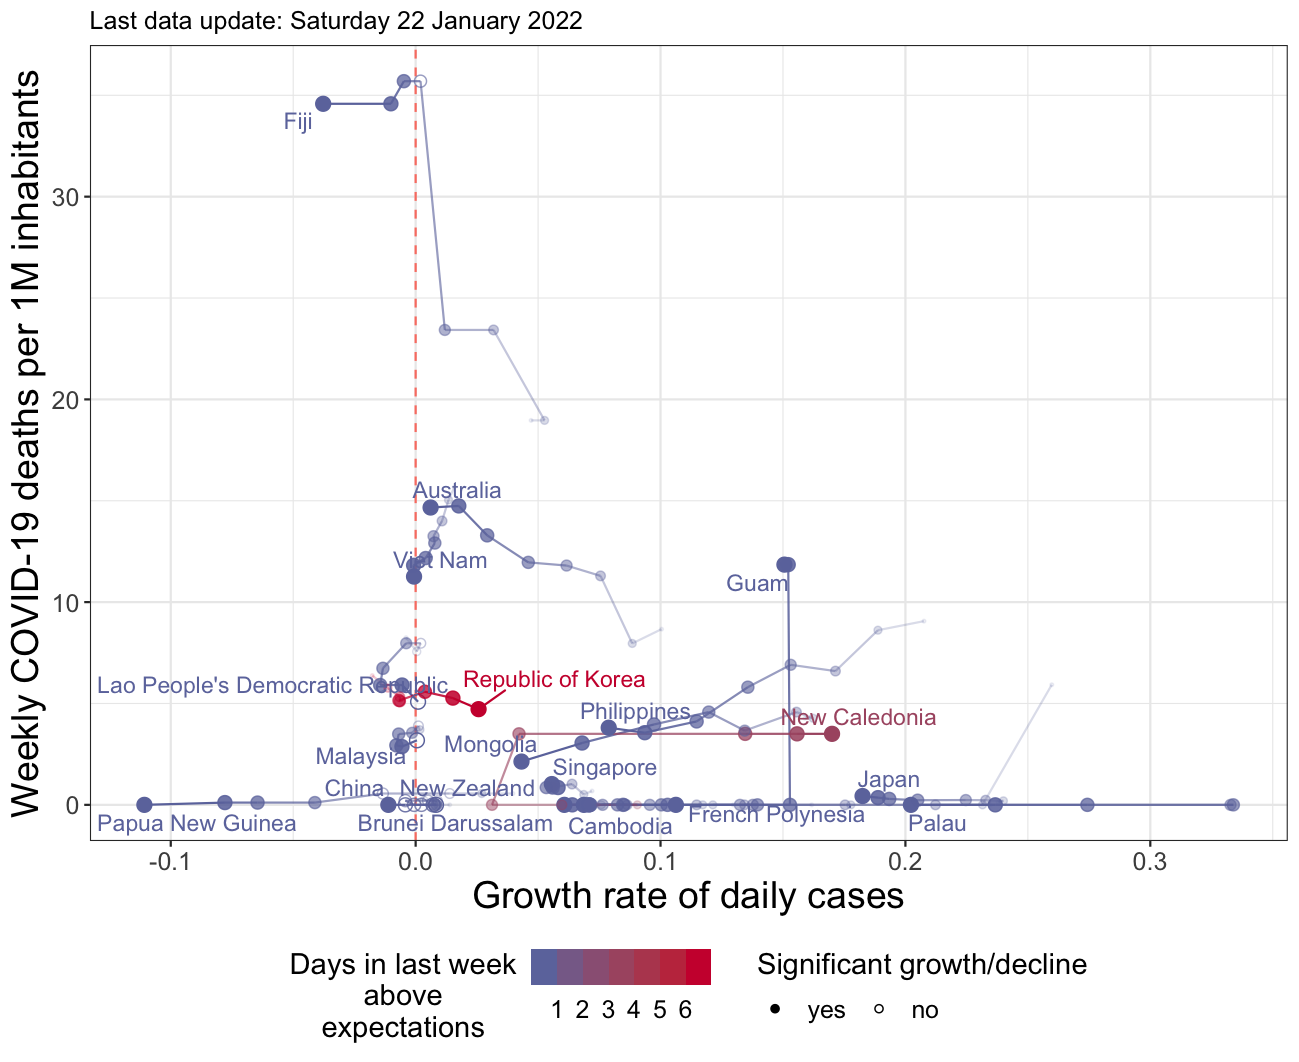 Last data update: Saturday 22 January 2022
Weekly COVID-19 deaths per 1M inhabitants
30
20
10
0
Fiji
Australia
Viet Nam
Guam
Lao People's Democratic Republic
Republic of Korea
Philippines
New Caledonia
Mongolia
Malaysia
Singapore
China
New Zealand
Japan
Papua New Guinea
Brunei Darussalam
Cambodia
French Polynesia
Palau
-0.1
0.0
0.1
0.2
0.3
Growth rate of daily cases
Days in last week
above
expectations
1 2 3 4 5 6
Significant growth/decline
yes
no